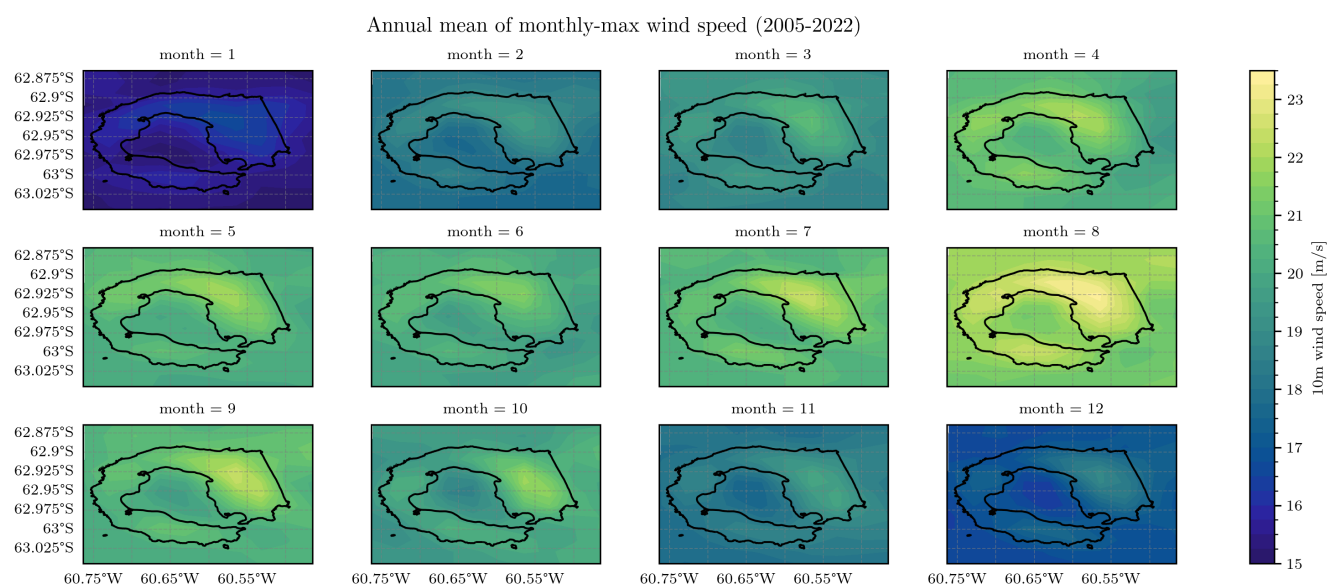 Annual mean of monthly-max wind speed (2005-2022)
month = 1
month = 2
month = 3
month = 4
62.875°S
62.9°S
62.925°S
62.95°S
62.975°S
63°S
63.025°S
month = 5
month = 6
month = 7
month = 8
62.875°S
62.9°S
62.925°S
62.95°S
62.975°S
63°S
63.025°S
month = 9
month = 10
month = 11
month = 12
62.875°S
62.9°S
62.925°S
62.95°S
62.975°S
63°S
63.025°S
60.75°W 60.65°W 60.55°W
60.75°W 60.65°W 60.55°W
60.75°W 60.65°W 60.55°W
60.75°W 60.65°W 60.55°W
23
22
21
20
19
18
17
16
15
10m wind speed [m/s]